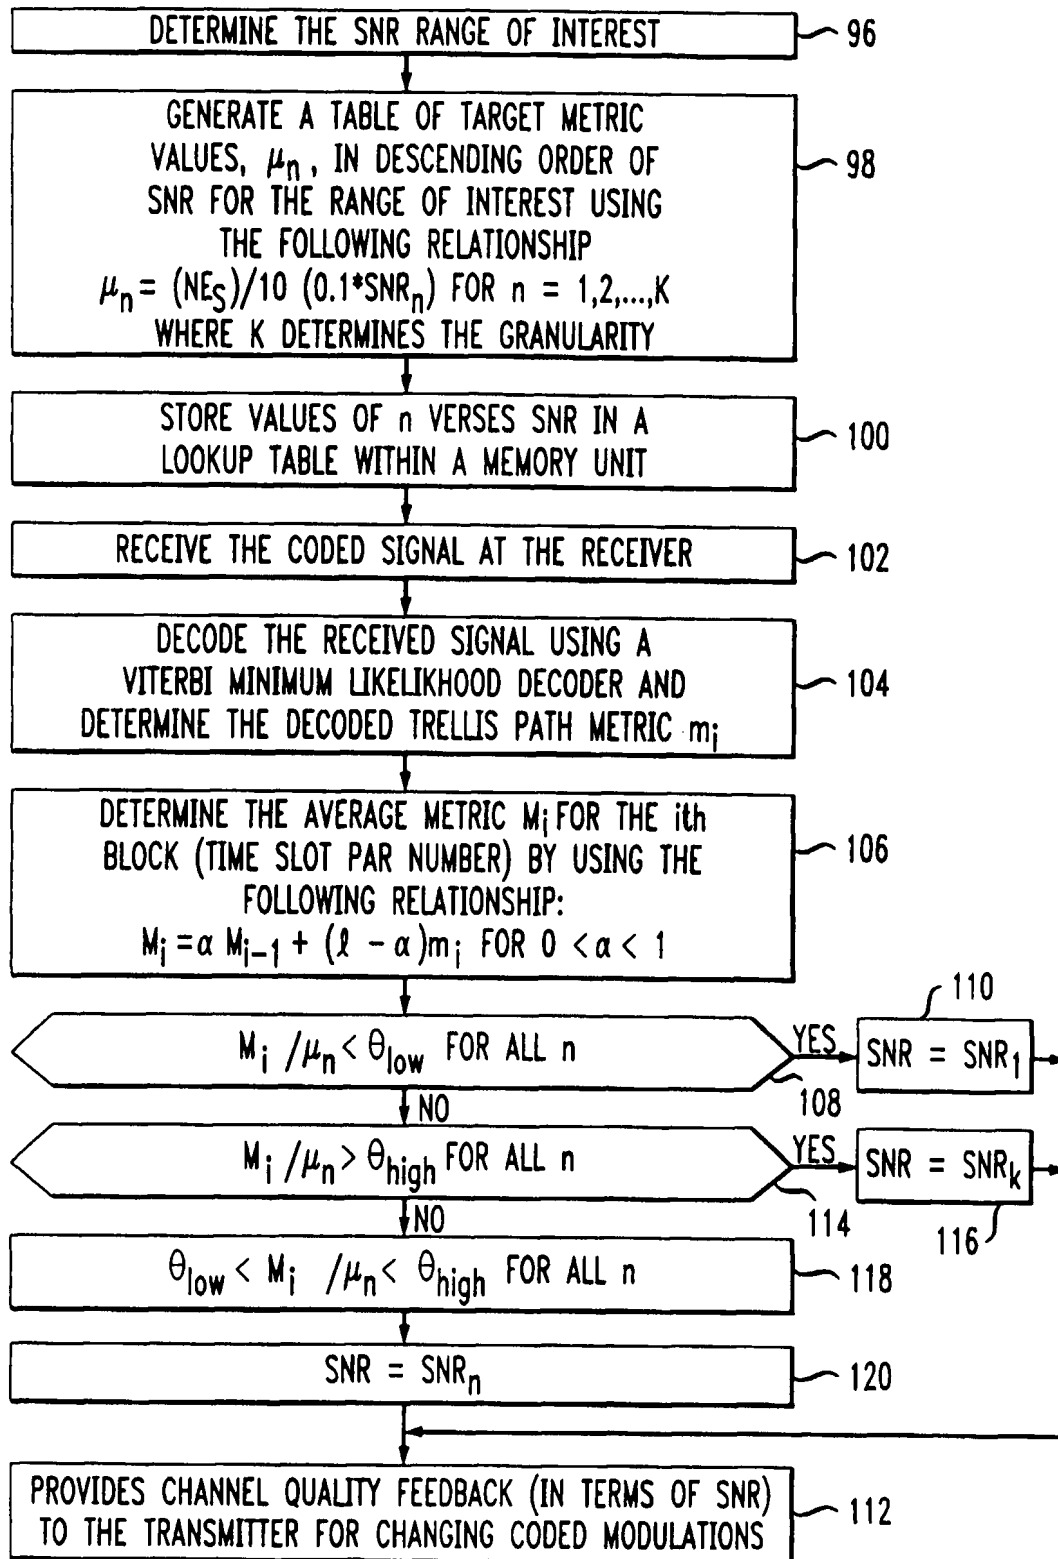 DETERMINE THE SNR RANGE OF INTEREST
96
GENERATE A TABLE OF TARGET METRIC
VALUES, μn, IN DESCENDING ORDER OF
SNR FOR THE RANGE OF INTEREST USING
THE FOLLOWING RELATIONSHIP
μn = (NES)/10 (0.1*SNRn) FOR n = 1,2,...,K
WHERE K DETERMINES THE GRANULARITY
98
STORE VALUES OF n VERSES SNR IN A
LOOKUP TABLE WITHIN A MEMORY UNIT
100
RECEIVE THE CODED SIGNAL AT THE RECEIVER
102
DECODE THE RECEIVED SIGNAL USING A
VITERBI MINIMUM LIKELIKHOOD DECODER AND
DETERMINE THE DECODED TRELLIS PATH METRIC mi
104
DETERMINE THE AVERAGE METRIC Mi FOR THE ith
BLOCK (TIME SLOT PAR NUMBER) BY USING THE
FOLLOWING RELATIONSHIP:
Mi = α Mi-1 + (ℓ - α)mi FOR 0 < α < 1
106
Mi /μn < θlow FOR ALL n
108
YES
SNR = SNR1
110
NO
Mi /μn > θhigh FOR ALL n
114
YES
SNR = SNRk
116
NO
θlow < Mi /μn < θhigh FOR ALL n
118
SNR = SNRn
120
PROVIDES CHANNEL QUALITY FEEDBACK (IN TERMS OF SNR)
TO THE TRANSMITTER FOR CHANGING CODED MODULATIONS
112